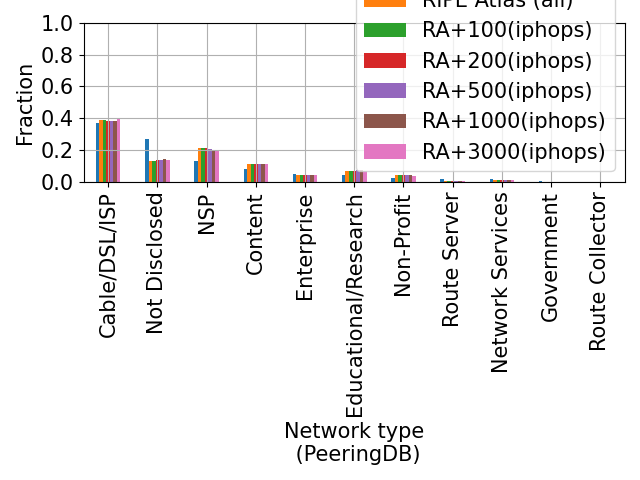 RIPE Atlas (all)
RA+100(iphops)
RA+200(iphops)
RA+500(iphops)
RA+1000(iphops)
RA+3000(iphops)
1.0
0.8
0.6
0.4
0.2
0.0
Fraction
Cable/DSL/ISP
Not Disclosed
NSP
Content
Enterprise
Educational/Research
Non-Profit
Route Server
Network Services
Government
Route Collector
Network type
(PeeringDB)